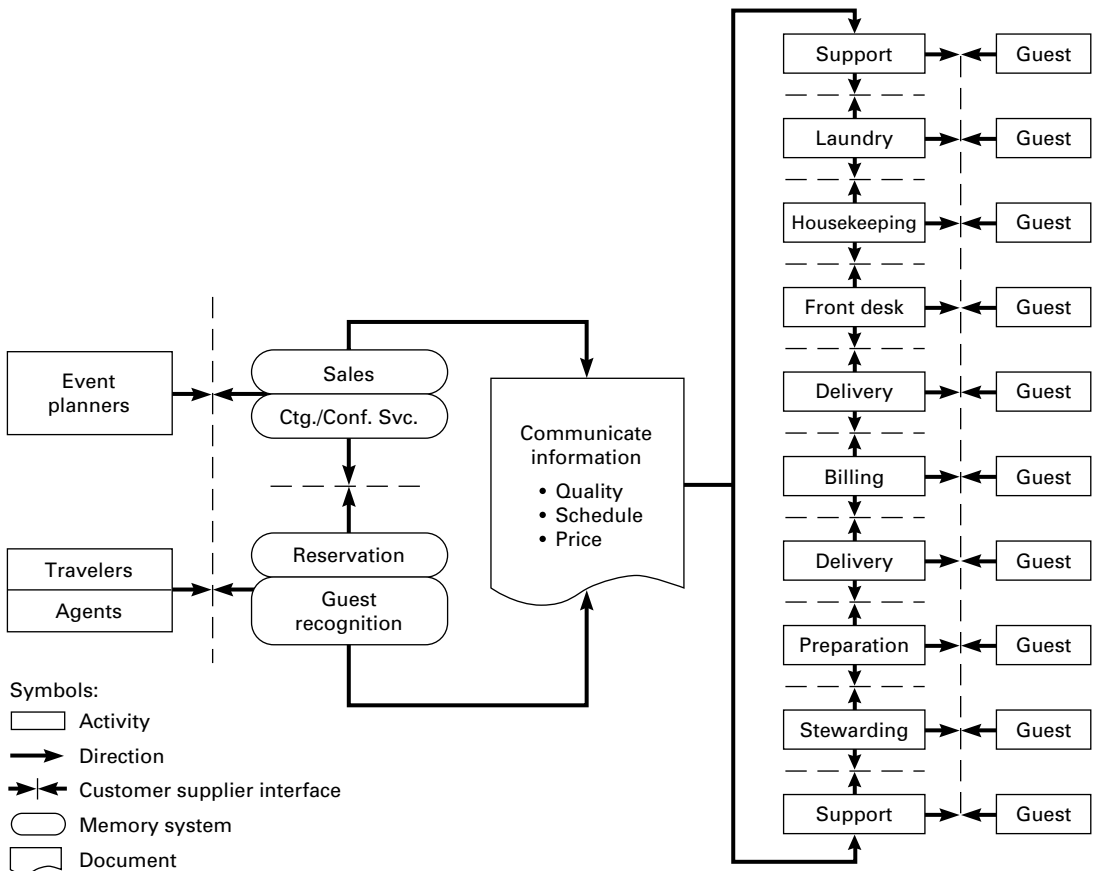 Support
Guest
Laundry
Guest
Housekeeping
Guest
Front desk
Guest
Delivery
Guest
Billing
Guest
Delivery
Guest
Preparation
Guest
Stewarding
Guest
Support
Guest
Event
planners
Sales
Ctg./Conf. Svc.
Travelers
Agents
Reservation
Guest
recognition
Communicate
information
• Quality
• Schedule
• Price
Symbols:
Activity
Direction
Customer supplier interface
Memory system
Document